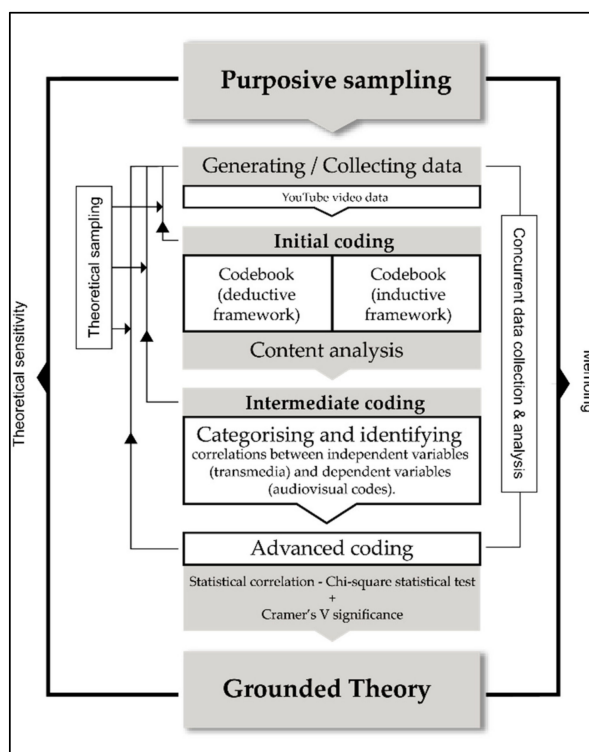 Purposive sampling
Generating / Collecting data
YouTube video data
Initial coding
Codebook
(deductive
framework)
Codebook
(inductive
framework)
Content analysis
Intermediate coding
Categorising and identifying
correlations between independent variables
(transmedia) and dependent variables
(audiovisual codes).
Advanced coding
Statistical correlation - Chi-square statistical test
+
Cramer's V significance
Grounded Theory
Theoretical sensitivity
Theoretical sampling
Concurrent data collection & analysis
Memoing